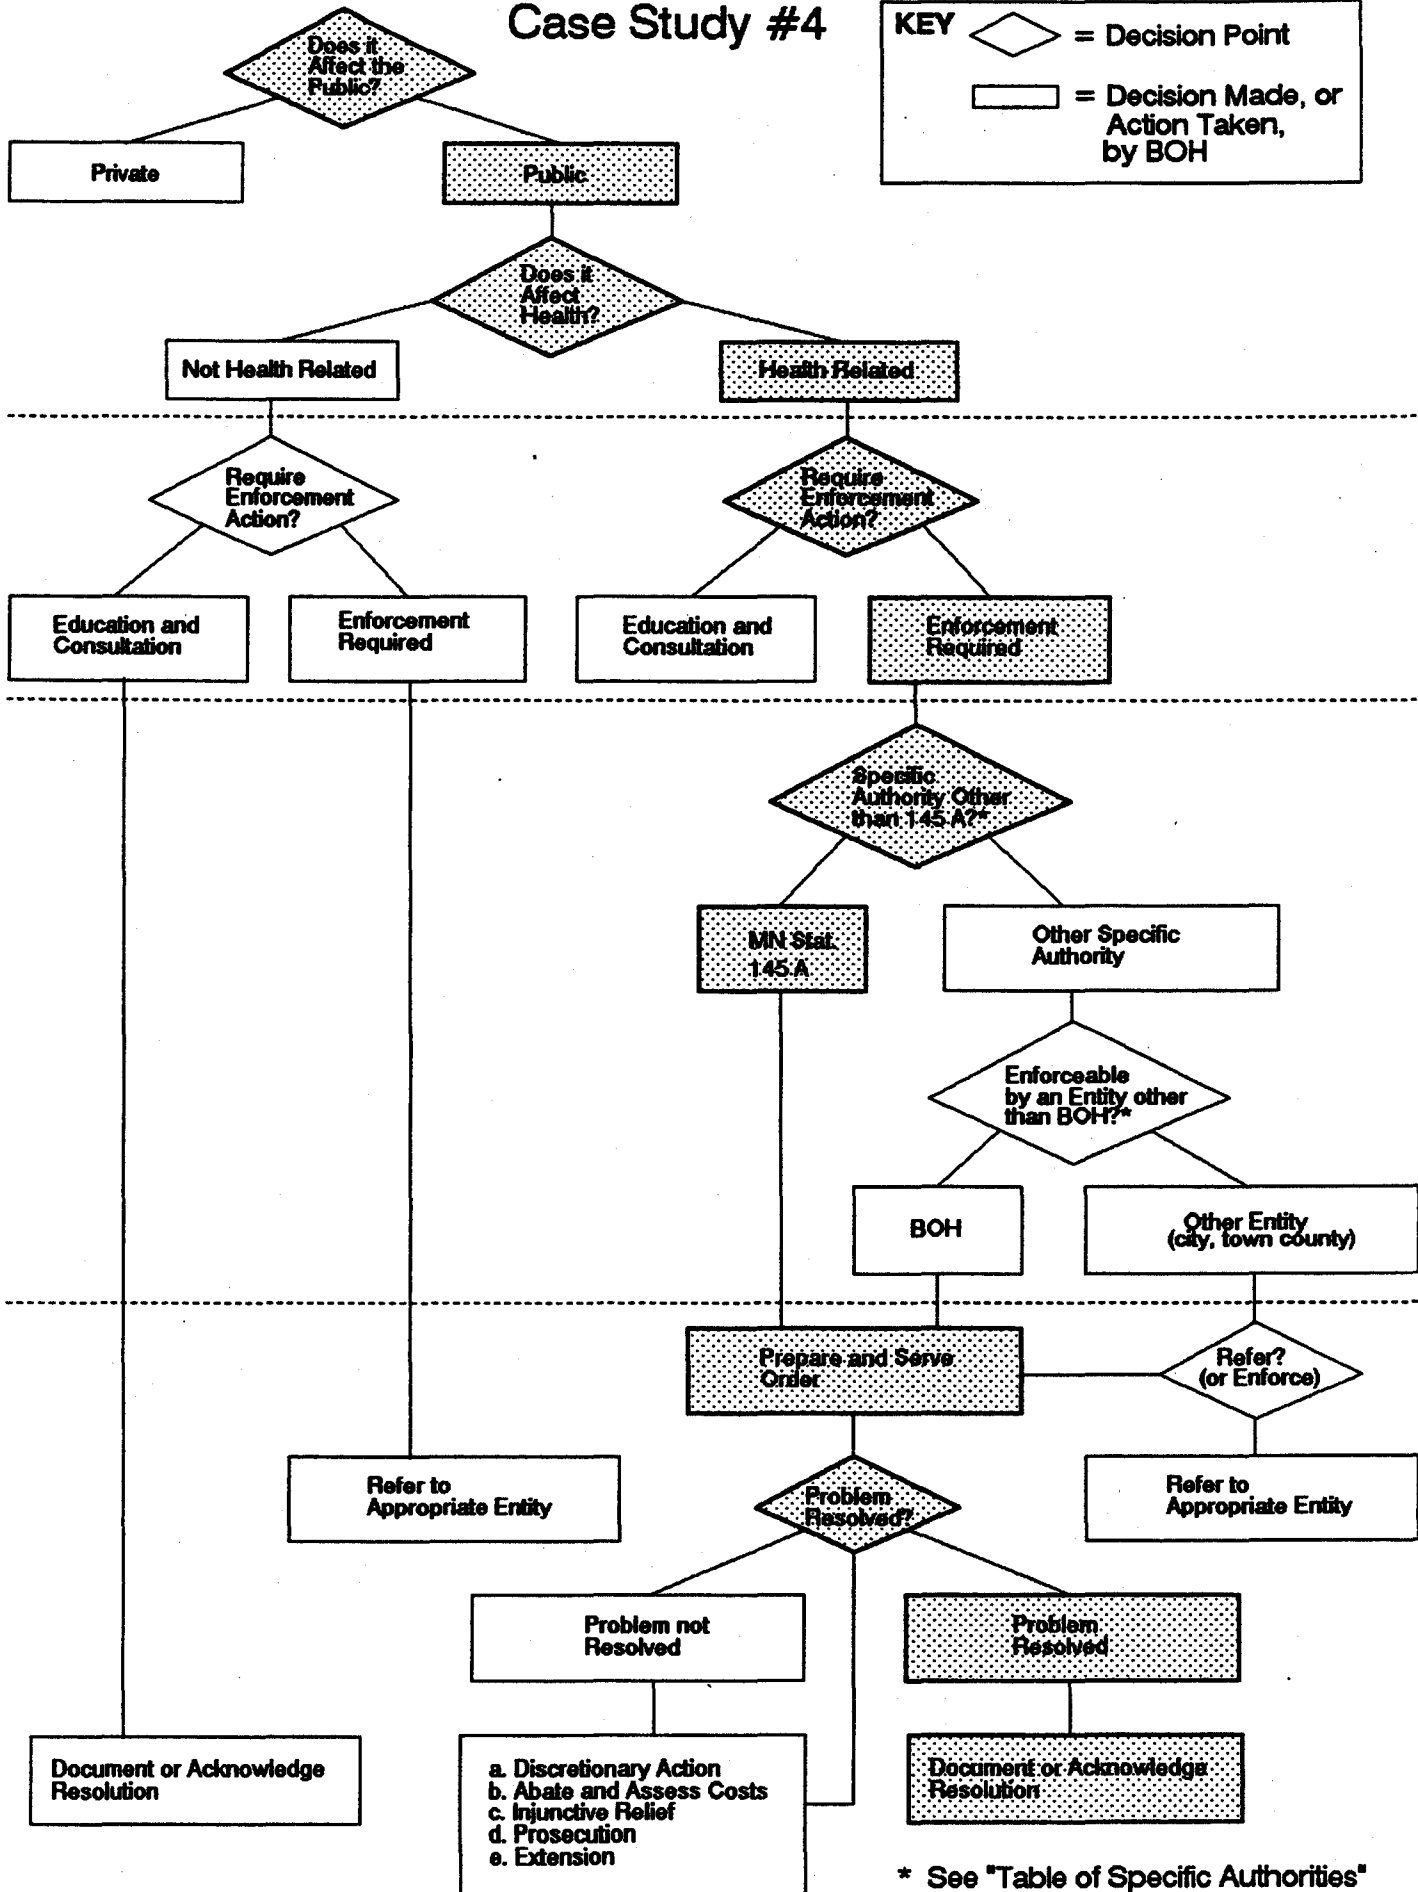 Case Study #4
KEY
= Decision Point
= Decision Made, or
Action Taken,
by BOH
Does it
Affect the
Public?
Private
Public
Does it
Affect
Health?
Not Health Related
Health Related
Require
Enforcement
Action?
Require
Enforcement
Action?
Education and
Consultation
Enforcement
Required
Education and
Consultation
Enforcement
Required
Specific
Authority Other
than 145 A?*
MN Stat.
145 A
Other Specific
Authority
Enforceable
by an Entity other
than BOH?*
BOH
Other Entity
(city, town county)
Prepare and Serve
Order
Refer?
(or Enforce)
Refer to
Appropriate Entity
Problem
Resolved?
Refer to
Appropriate Entity
Problem not
Resolved
Problem
Resolved
Document or Acknowledge
Resolution
a. Discretionary Action
b. Abate and Assess Costs
c. Injunctive Relief
d. Prosecution
e. Extension
Document or Acknowledge
Resolution
* See "Table of Specific Authorities"